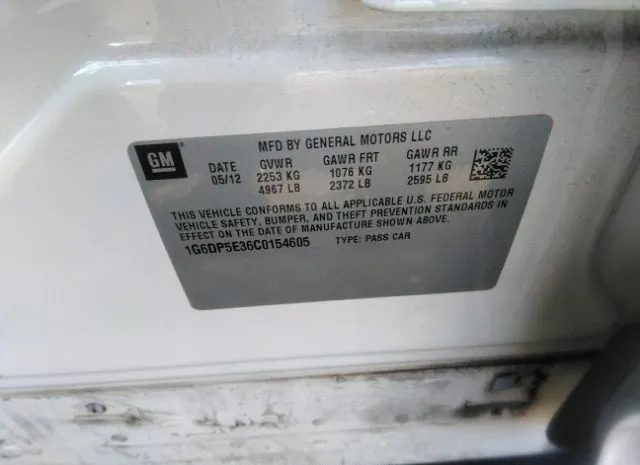 MFD BY GENERAL MOTORS LLC
GM
DATE GVWR GAWR FRT GAWR RR
05/12 2253 KG 1076 KG 1177 KG
4967 LB 2372 LB 2595 LB
THIS VEHICLE CONFORMS TO ALL APPLICABLE U.S. FEDERAL MOTOR
VEHICLE SAFETY, BUMPER, AND THEFT PREVENTION STANDARDS IN
EFFECT ON THE DATE OF MANUFACTURE SHOWN ABOVE.
1G6DP5E36C0154605 TYPE: PASS CAR